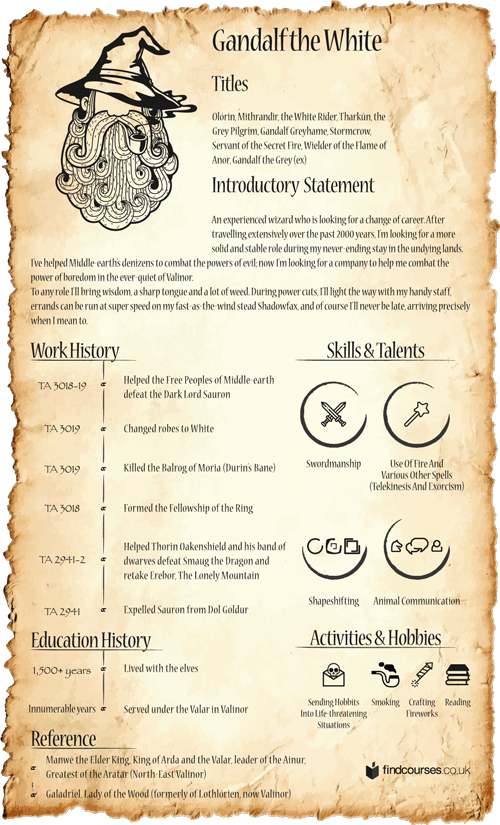 Gandalf the White
Titles
Olórin, Mithrandir, the White Rider, Tharkún, the
Grey Pilgrim, Gandalf Greyhame, Stormcrow,
Servant of the Secret Fire, Wielder of the Flame of
Anor, Gandalf the Grey (ex)
Introductory Statement
An experienced wizard who is looking for a change of career. After
travelling extensively over the past 2000 years, I'm looking for a more
solid and stable role during my never-ending stay in the undying lands.
I've helped Middle-earth's denizens to combat the powers of evil; now I'm looking for a company to help me combat the
power of boredom in the ever-quiet of Valinor.
To any role I'll bring wisdom, a sharp tongue and a lot of weed. During power cuts, I'll light the way with my handy staff,
errands can be run at super speed on my fast-as-the-wind stead Shadowfax, and of course I'll never be late, arriving precisely
when I mean to.
Work History
TA 3018-19
Helped the Free Peoples of Middle-earth
defeat the Dark Lord Sauron
TA 3019
Changed robes to White
TA 3019
Killed the Balrog of Moria (Durin's Bane)
TA 3018
Formed the Fellowship of the Ring
TA 2941-2
Helped Thorin Oakenshield and his band of
dwarves defeat Smaug the Dragon and
retake Erebor, The Lonely Mountain
TA 2941
Expelled Sauron from Dol Goldur
Skills & Talents
Swordmanship
Use Of Fire And
Various Other Spells
(Telekinesis And Exorcism)
Shapeshifting
Animal Communication
Education History
1,500+ years
Lived with the elves
Innumerable years
Served under the Valar in Valinor
Activities & Hobbies
Sending Hobbits
Into Life-threatening
Situations
Smoking
Crafting
Fireworks
Reading
Reference
Manwë the Elder King, King of Arda and the Valar, leader of the Ainur,
Greatest of the Aratar (North-East Valinor)
Galadriel, Lady of the Wood (formerly of Lothlórien, now Valinor)
findcourses.co.uk